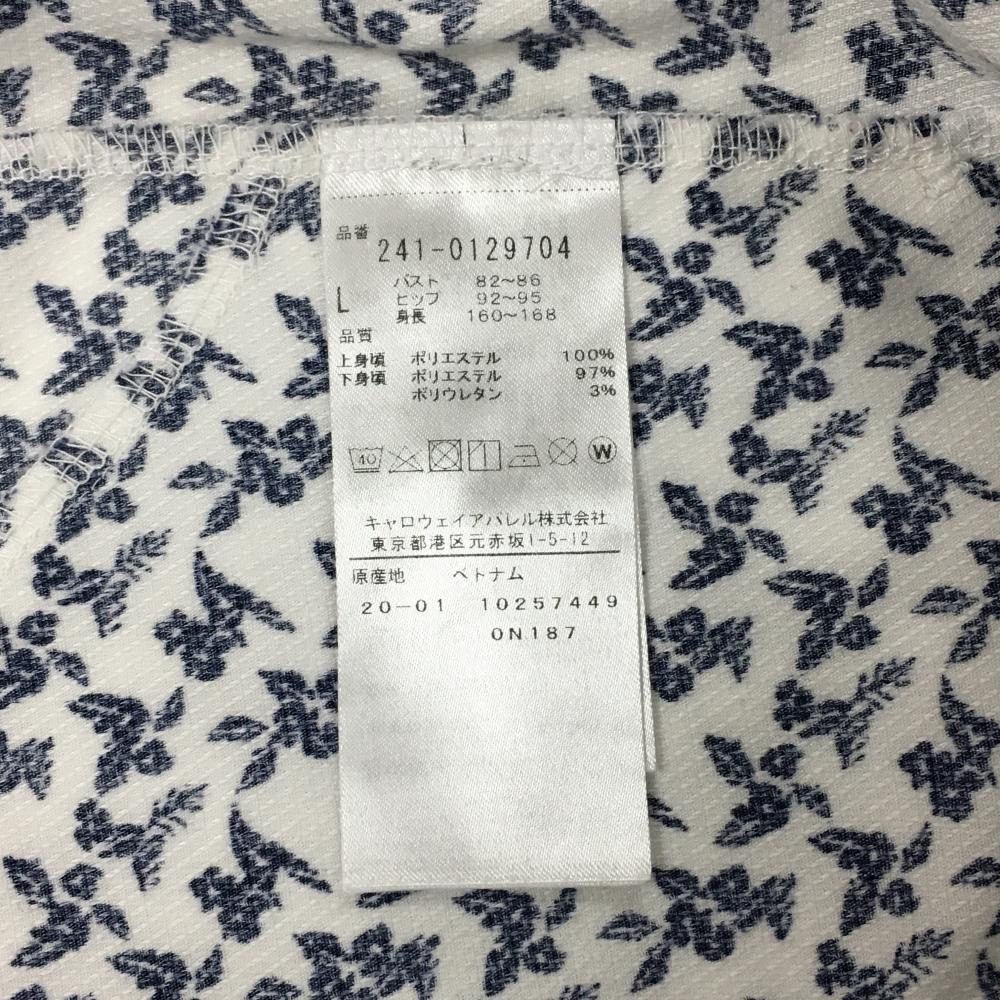 品番 241-0129704
バスト 82~86
L ヒップ 92~95
身長 160~168
品質
上身頃 ポリエステル 100%
下身頃 ポリエステル 97%
ポリウレタン 3%
40 W
キャロウェイアパレル株式会社
東京都港区元赤坂1-5-12
原産地 ベトナム
20-01 10257449
0N187